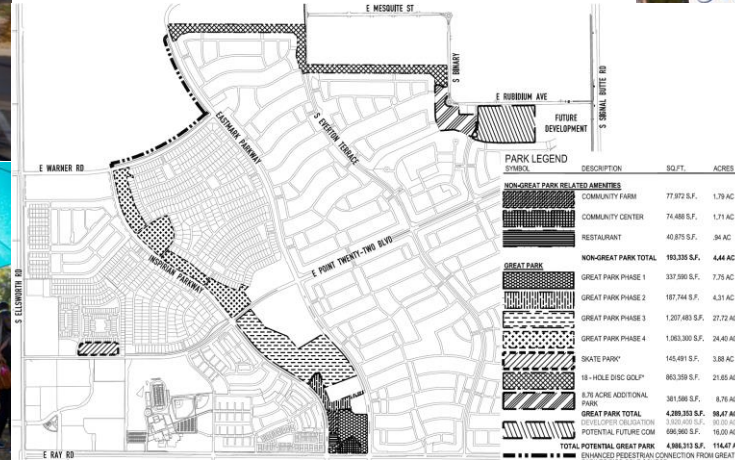 E MESQUITE ST
S BINARY
E RUBIDIUM AVE
S SIGNAL BUTTE RD
FUTURE
DEVELOPMENT
EASTMARK PARKWAY
S EVERTON TERRACE
E WARNER RD
E POINT TWENTY-TWO BLVD
INSPIRIAN PARKWAY
S ELLSWORTH RD
E RAY RD
PARK LEGEND
SYMBOL DESCRIPTION SQ.FT. ACRES
NON-GREAT PARK RELATED AMENITIES
COMMUNITY FARM 77,972 S.F. 1.79 AC
COMMUNITY CENTER 74,488 S.F. 1.71 AC
RESTAURANT 40,875 S.F. .94 AC
NON-GREAT PARK TOTAL 193,335 S.F. 4.44 AC
GREAT PARK
GREAT PARK PHASE 1 337,590 S.F. 7.75 AC
GREAT PARK PHASE 2 187,744 S.F. 4.31 AC
GREAT PARK PHASE 3 1,207,483 S.F. 27.72 AC
GREAT PARK PHASE 4 1,063,300 S.F. 24.40 AC
SKATE PARK* 145,491 S.F. 3.88 AC
18 - HOLE DISC GOLF* 863,359 S.F. 21.65 AC
8.76 ACRE ADDITIONAL
PARK 381,586 S.F. 8.76 AC
GREAT PARK TOTAL 4,289,353 S.F. 98.47 AC
DEVELOPER OBLIGATION 3,920,400 S.F. 90.00 AC
POTENTIAL FUTURE COM 696,960 S.F. 16.00 AC
TOTAL POTENTIAL GREAT PARK 4,986,313 S.F. 114.47 A
ENHANCED PEDESTRIAN CONNECTION FROM GREAT